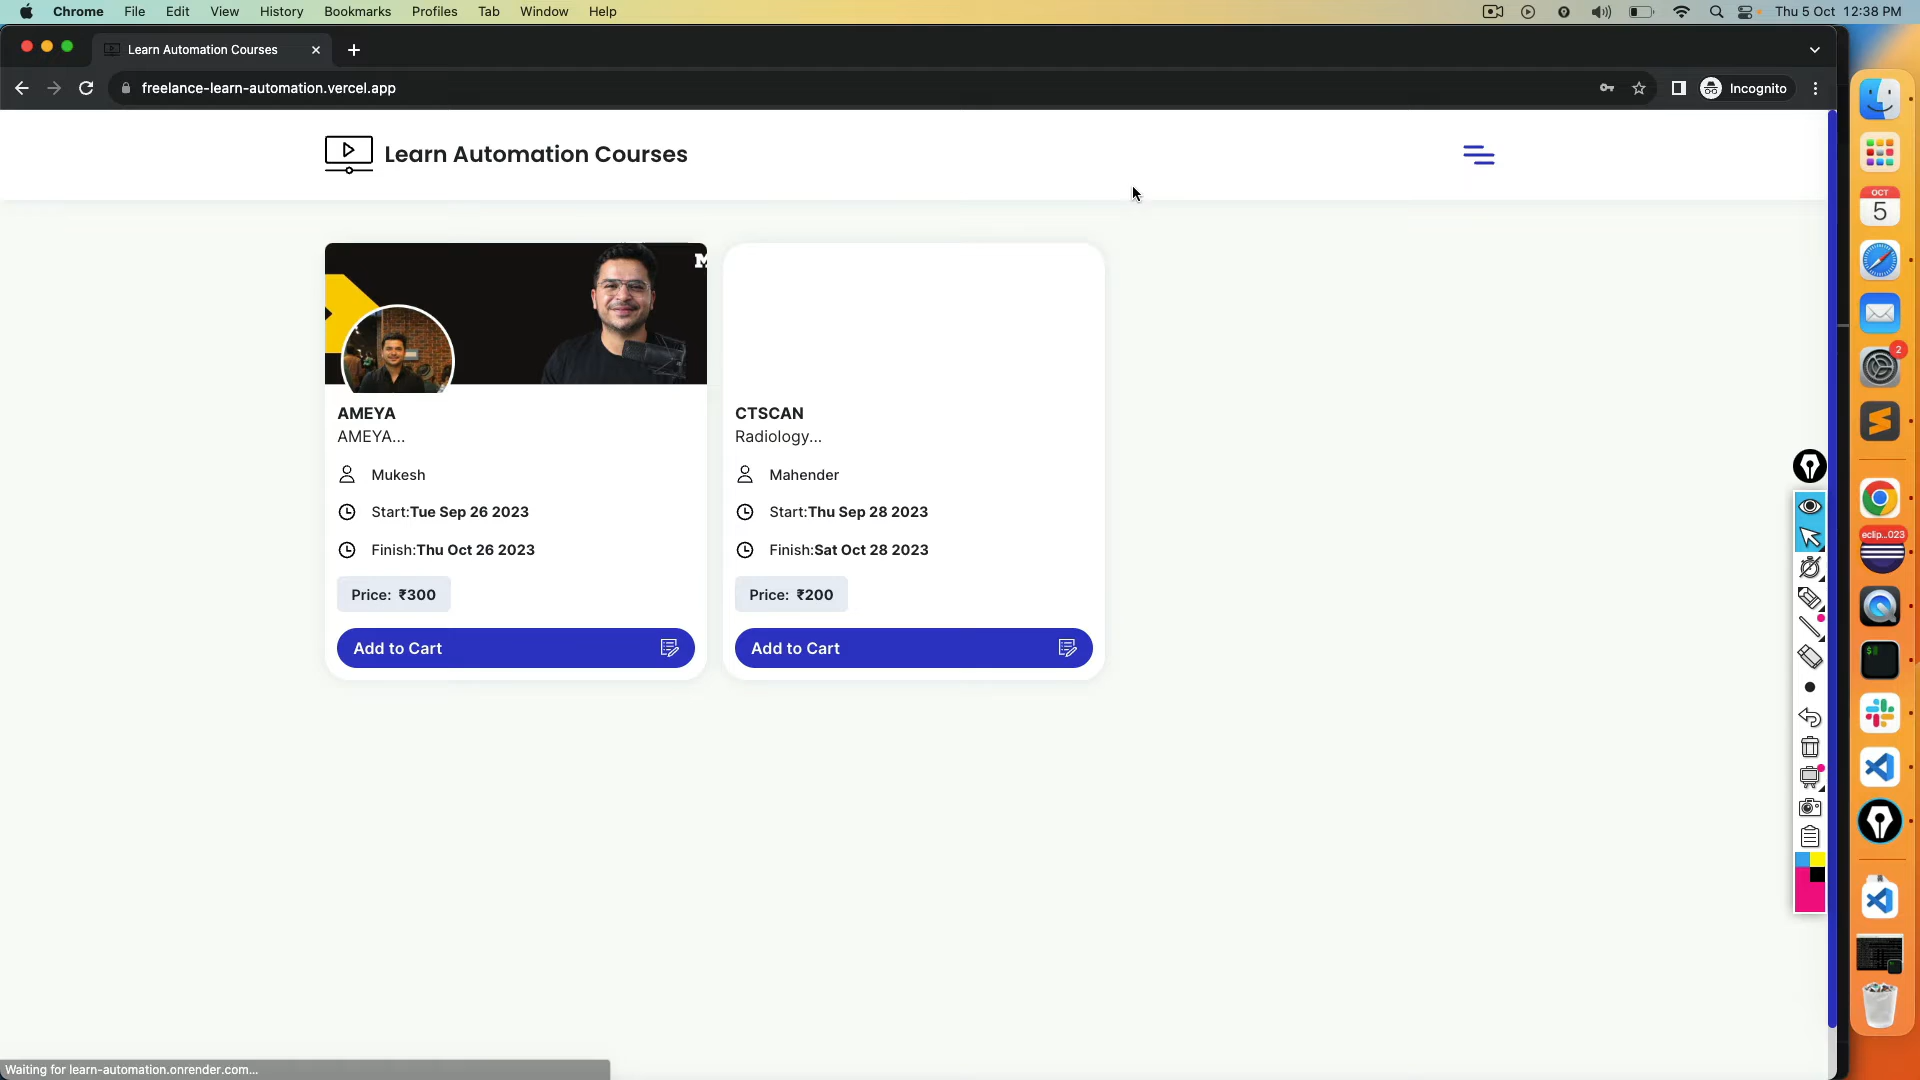 Chrome File Edit View History Bookmarks Profiles Tab Window Help Thu 5 Oct 12:38 PM
Learn Automation Courses
freelance-learn-automation.vercel.app Incognito
Learn Automation Courses
OCT
5
M
2
AMEYA
AMEYA...
Mukesh
Start:Tue Sep 26 2023
Finish:Thu Oct 26 2023
Price: ₹300
Add to Cart
CTSCAN
Radiology...
Mahender
Start:Thu Sep 28 2023
Finish:Sat Oct 28 2023
Price: ₹200
Add to Cart
eclip...023
Waiting for learn-automation.onrender.com...